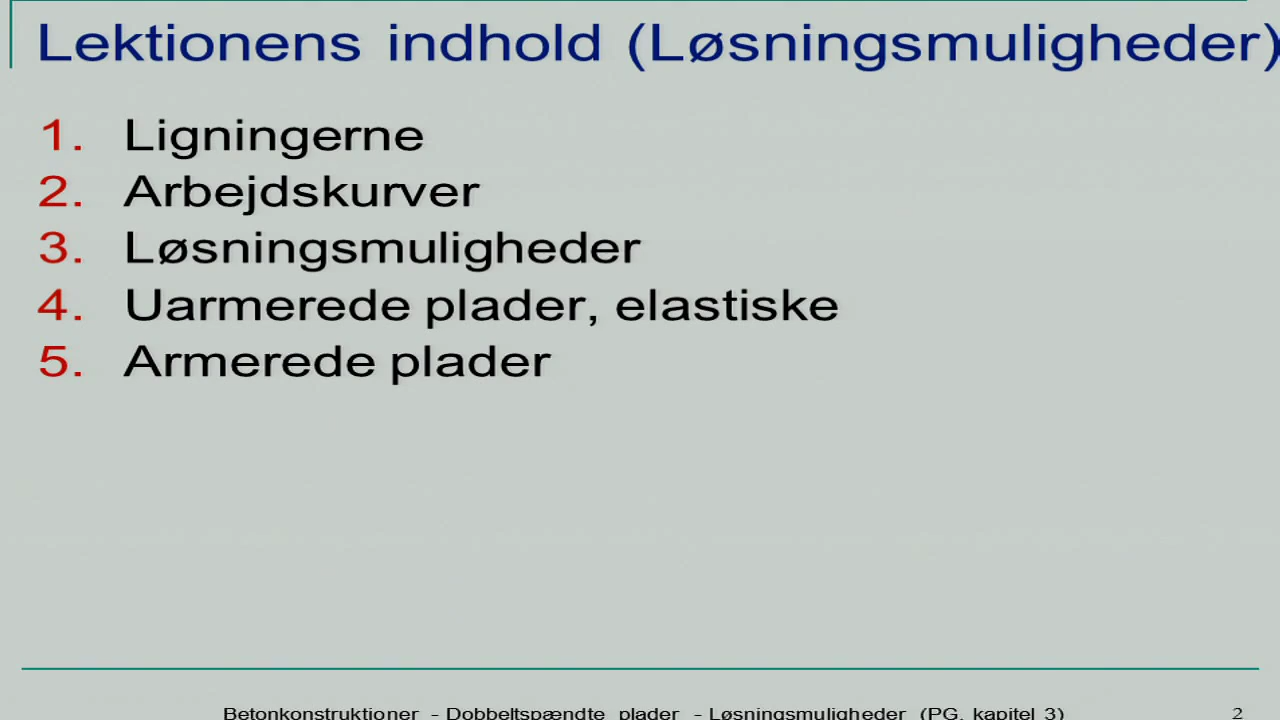 Lektionens indhold (Løsningsmuligheder)
1. Ligningerne
2. Arbejdskurver
3. Løsningsmuligheder
4. Uarmerede plader, elastiske
5. Armerede plader
Betonkonstruktioner - Dobbeltspændte plader - Løsningsmuligheder (PG, kapitel 3) 2